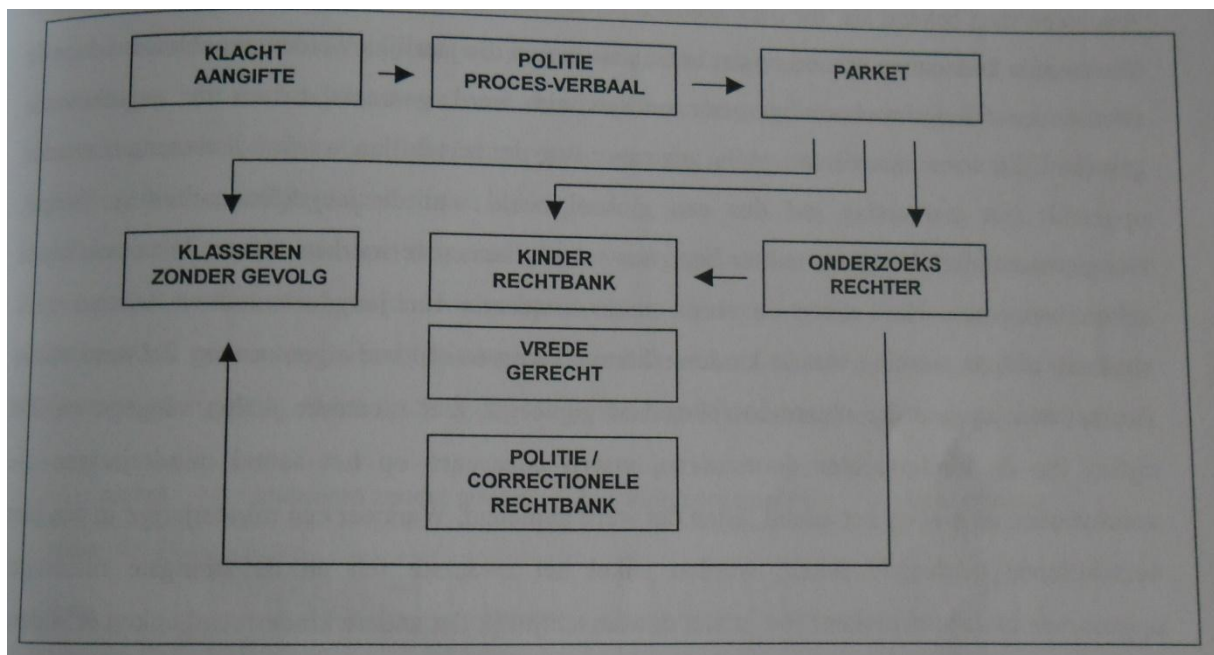 KLACHT
AANGIFTE
POLITIE
PROCES-VERBAAL
PARKET
KLASSEREN
ZONDER GEVOLG
KINDER
RECHTBANK
ONDERZOEKS
RECHTER
VREDE
GERECHT
POLITIE /
CORRECTIONELE
RECHTBANK